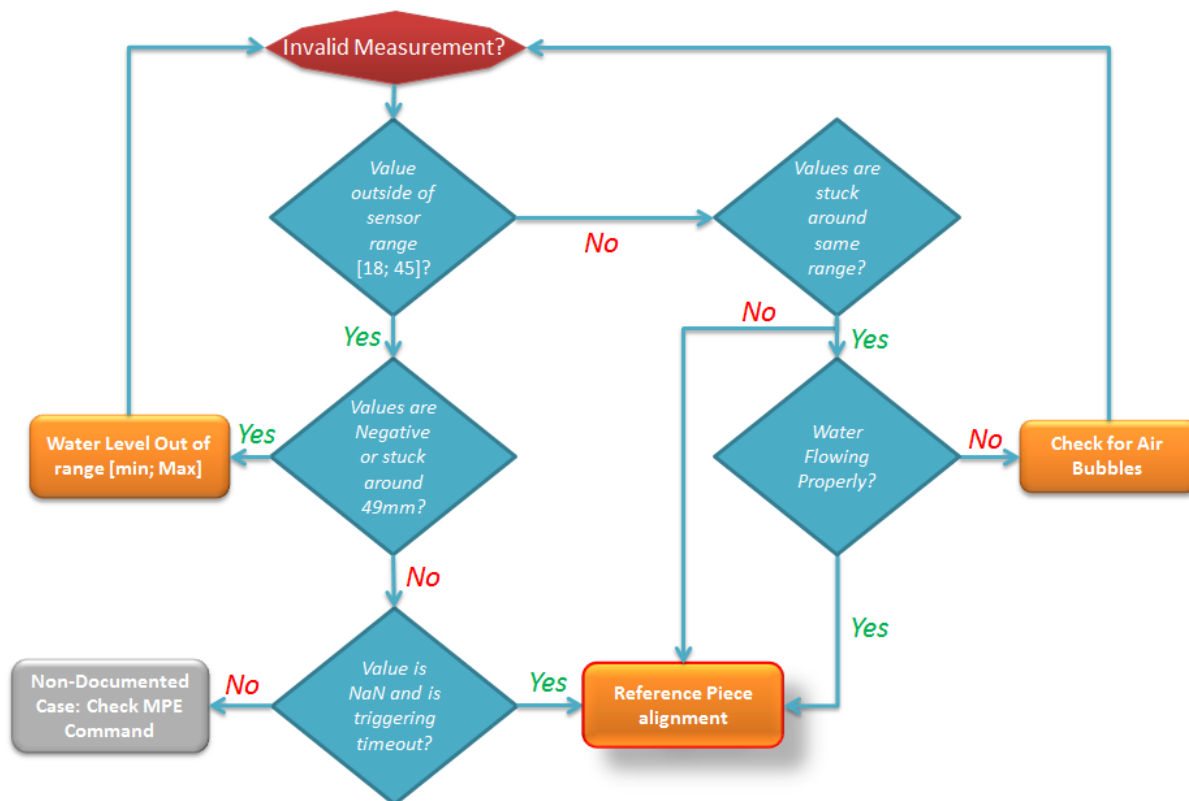 Invalid Measurement?
Value
outside of
sensor
range
[18; 45]?
No
Values are
stuck
around
same
range?
Yes
No
Yes
Values are
Negative
or stuck
around
49mm?
Yes
Water Level Out of
range [min; Max]
Water
Flowing
Properly?
No
Check for Air
Bubbles
No
Yes
Value is
NaN and is
triggering
timeout?
No
Non-Documented
Case: Check MPE
Command
Yes
Reference Piece
alignment